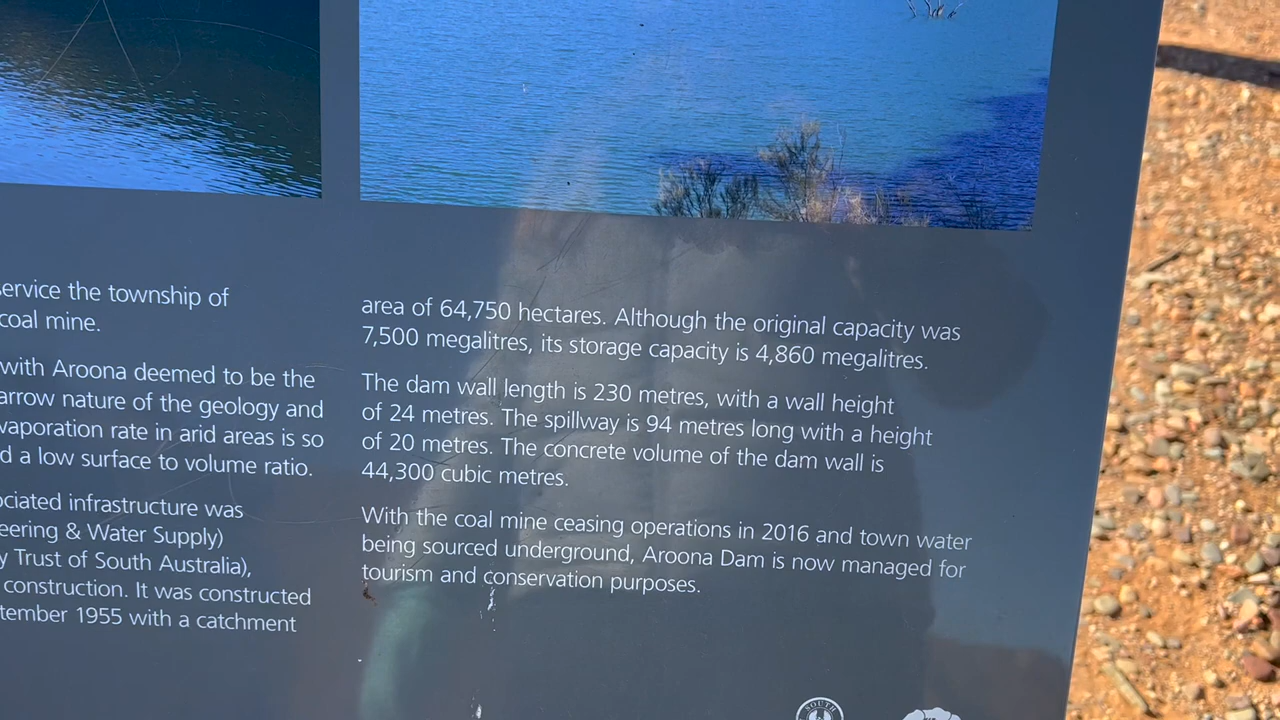 service the township of
coal mine.
with Aroona deemed to be the
arrow nature of the geology and
vaporation rate in arid areas is so
d a low surface to volume ratio.
ociated infrastructure was
eering & Water Supply)
y Trust of South Australia),
construction. It was constructed
tember 1955 with a catchment
area of 64,750 hectares. Although the original capacity was
7,500 megalitres, its storage capacity is 4,860 megalitres.
The dam wall length is 230 metres, with a wall height
of 24 metres. The spillway is 94 metres long with a height
of 20 metres. The concrete volume of the dam wall is
44,300 cubic metres.
With the coal mine ceasing operations in 2016 and town water
being sourced underground, Aroona Dam is now managed for
tourism and conservation purposes.
SOUTH